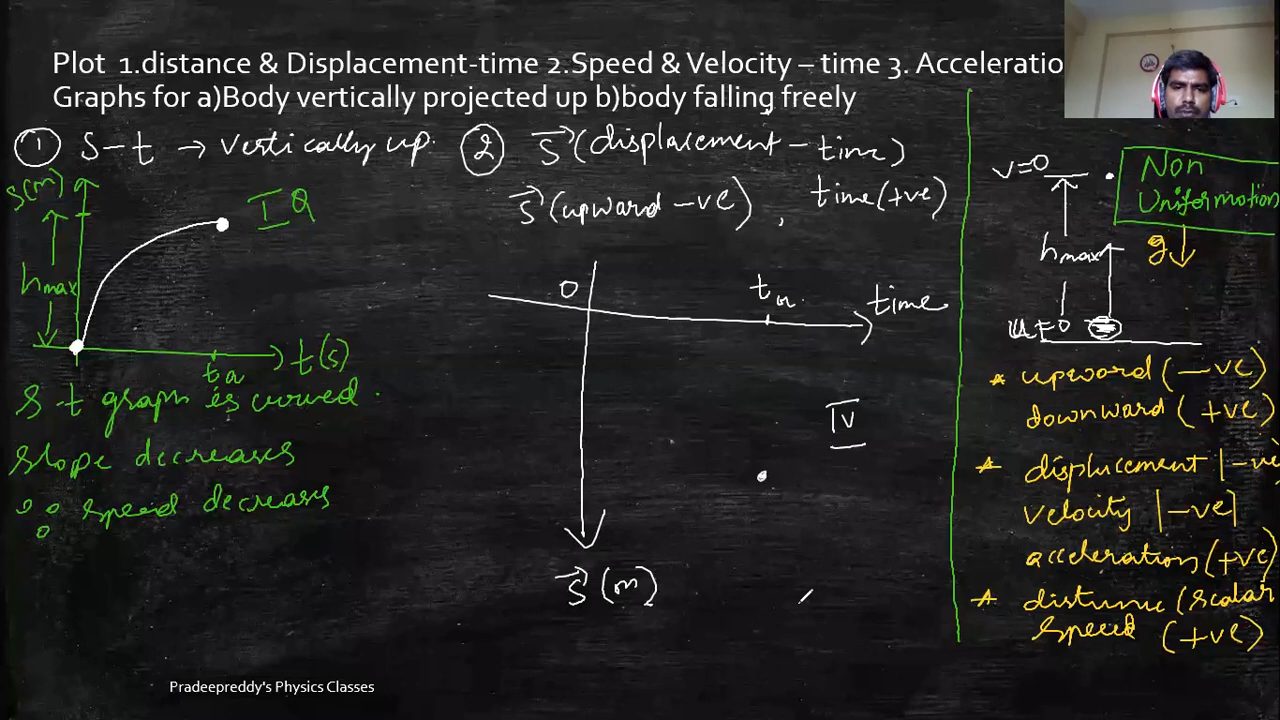 Plot 1.distance & Displacement-time 2.Speed & Velocity – time 3. Acceleratio
Graphs for a)Body vertically projected up b)body falling freely
① S-t → vertically up.
S(m)
I Q
hmax
t(s)
ta
S-t graph is curved.
slope decreases
∴ speed decreases
② S⃗ (displacement - time)
S⃗ (upward -ve), time (+ve)
0
ta
time
IV
S⃗ (m)
v=0
Non
Uniform motion
hmax
g
* upward (-ve)
downward (+ve)
* displacement |-ve
velocity |-ve|
acceleration (+ve)
* distance (scalar
speed (+ve)
Pradeepreddy's Physics Classes